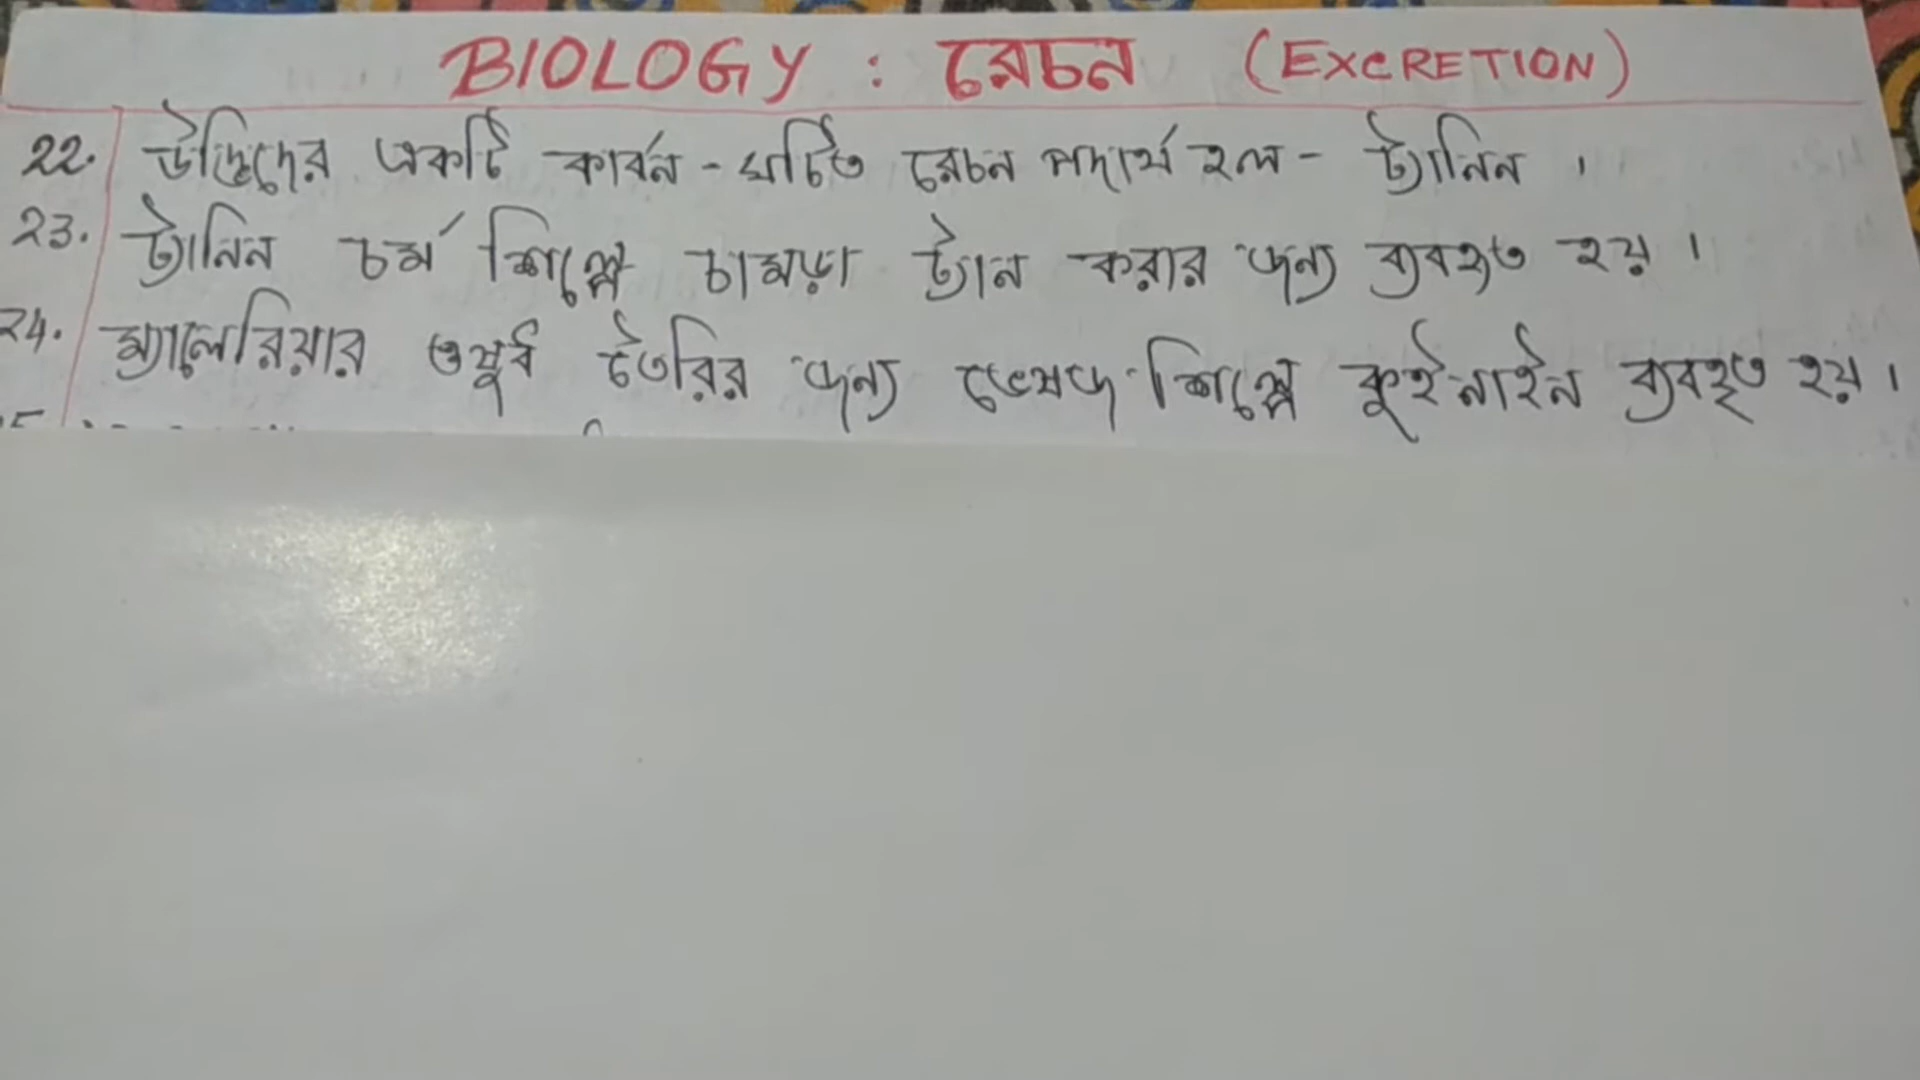 BIOLOGY : রেচন (EXCRETION)
22. উদ্ভিদের একটি কার্বন - ঘটিত রেচন পদার্থ হল - ট্যানিন ।
23. ট্যানিন চর্ম শিল্পে চামড়া ট্যান করার জন্য ব্যবহৃত হয় ।
24. ম্যালেরিয়ার ওষুধ তৈরির জন্য ভেষজ শিল্পে কুইনাইন ব্যবহৃত হয় ।